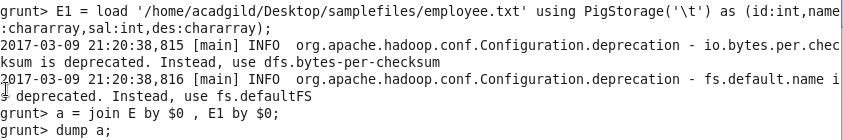 grunt> E1 = load '/home/acadgild/Desktop/samplefiles/employee.txt' using PigStorage('\t') as (id:int,name
:chararray,sal:int,des:chararray);
2017-03-09 21:20:38,815 [main] INFO  org.apache.hadoop.conf.Configuration.deprecation - io.bytes.per.chec
ksum is deprecated. Instead, use dfs.bytes-per-checksum
2017-03-09 21:20:38,816 [main] INFO  org.apache.hadoop.conf.Configuration.deprecation - fs.default.name i
s deprecated. Instead, use fs.defaultFS
grunt> a = join E by $0 , E1 by $0;
grunt> dump a;